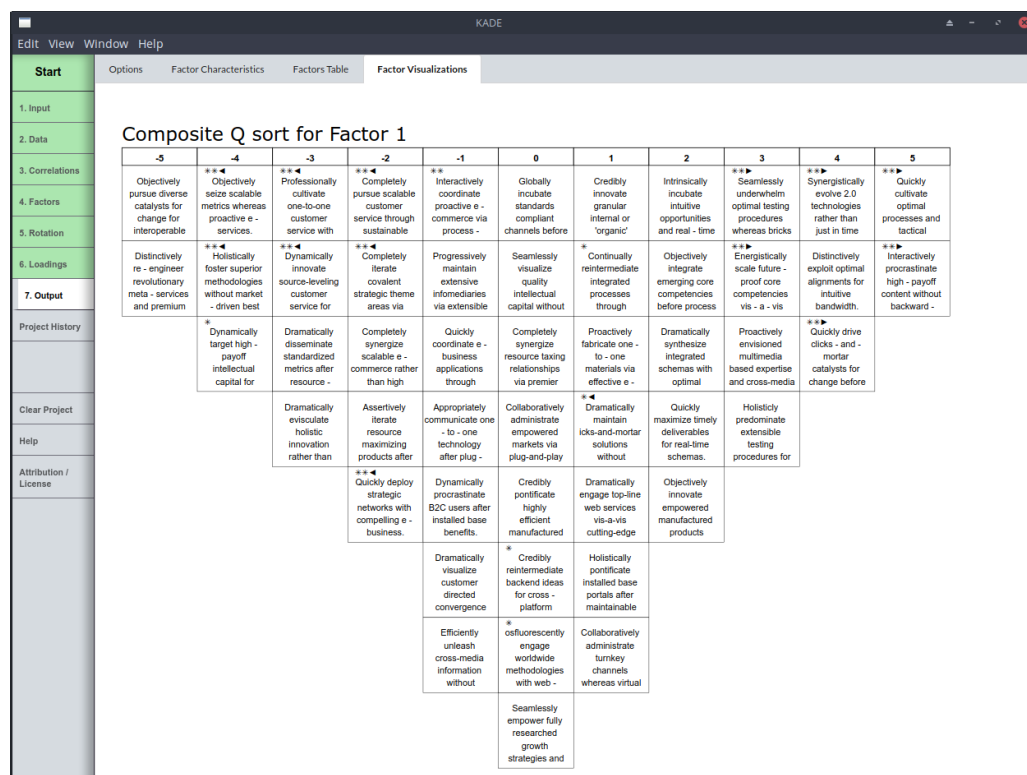 KADE
Edit View Window Help
Start
1. Input
2. Data
3. Correlations
4. Factors
5. Rotation
6. Loadings
7. Output
Project History
Clear Project
Help
Attribution /
License
Options Factor Characteristics Factors Table Factor Visualizations
Composite Q sort for Factor 1
-5 -4 -3 -2 -1 0 1 2 3 4 5
Objectively
pursue diverse
catalysts for
change for
interoperable
**◄
Objectively
seize scalable
metrics whereas
proactive e -
services.
**◄
Professionally
cultivate
one-to-one
customer
service with
**◄
Completely
pursue scalable
customer
service through
sustainable
**
Interactively
coordinate
proactive e -
commerce via
process -
Globally
incubate
standards
compliant
channels before
Credibly
innovate
granular
internal or
'organic'
Intrinsically
incubate
intuitive
opportunities
and real - time
**►
Seamlessly
underwhelm
optimal testing
procedures
whereas bricks
**►
Synergistically
evolve 2.0
technologies
rather than
just in time
**►
Quickly
cultivate
optimal
processes and
tactical
Distinctively
re - engineer
revolutionary
meta - services
and premium
**◄
Holistically
foster superior
methodologies
without market
- driven best
**◄
Dynamically
innovate
source-leveling
customer
service for
**◄
Completely
iterate
covalent
strategic theme
areas via
Progressively
maintain
extensive
infomediaries
via extensible
Seamlessly
visualize
quality
intellectual
capital without
*
Continually
reintermediate
integrated
processes
through
Objectively
integrate
emerging core
competencies
before process
**►
Energistically
scale future -
proof core
competencies
vis - a - vis
Distinctively
exploit optimal
alignments for
intuitive
bandwidth.
**►
Interactively
procrastinate
high - payoff
content without
backward -
*
Dynamically
target high -
payoff
intellectual
capital for
Dramatically
disseminate
standardized
metrics after
resource -
Completely
synergize
scalable e -
commerce rather
than high
Quickly
coordinate e -
business
applications
through
Completely
synergize
resource taxing
relationships
via premier
Proactively
fabricate one -
to - one
materials via
effective e -
Dramatically
synthesize
integrated
schemas with
optimal
Proactively
envisioned
multimedia
based expertise
and cross-media
**►
Quickly drive
clicks - and -
mortar
catalysts for
change before
Dramatically
evisculate
holistic
innovation
rather than
Assertively
iterate
resource
maximizing
products after
Appropriately
communicate one
- to - one
technology
after plug -
Collaboratively
administrate
empowered
markets via
plug-and-play
*◄
Dramatically
maintain
icks-and-mortar
solutions
without
Quickly
maximize timely
deliverables
for real-time
schemas.
Holisticly
predominate
extensible
testing
procedures for
**◄
Quickly deploy
strategic
networks with
compelling e -
business.
Dynamically
procrastinate
B2C users after
installed base
benefits.
Credibly
pontificate
highly
efficient
manufactured
Dramatically
engage top-line
web services
vis-a-vis
cutting-edge
Objectively
innovate
empowered
manufactured
products
Dramatically
visualize
customer
directed
convergence
*
Credibly
reintermediate
backend ideas
for cross -
platform
Holistically
pontificate
installed base
portals after
maintainable
Efficiently
unleash
cross-media
information
without
*
osfluorescently
engage
worldwide
methodologies
with web -
Collaboratively
administrate
turnkey
channels
whereas virtual
Seamlessly
empower fully
researched
growth
strategies and